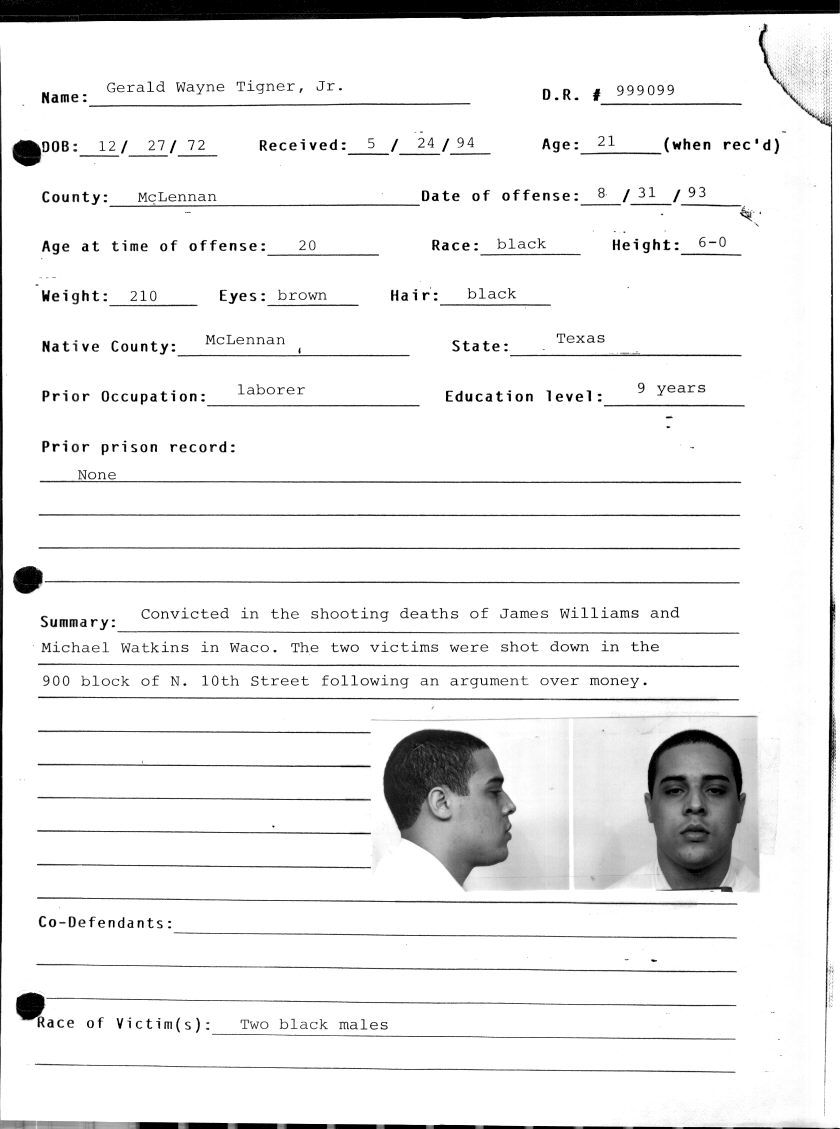 Name: Gerald Wayne Tigner, Jr. D.R. # 999099
DOB: 12/ 27/ 72 Received: 5 / 24 / 94 Age: 21 (when rec'd)
County: McLennan Date of offense: 8 / 31 / 93
Age at time of offense: 20 Race: black Height: 6-0
Weight: 210 Eyes: brown Hair: black
Native County: McLennan State: Texas
Prior Occupation: laborer Education level: 9 years
Prior prison record:
None
Summary: Convicted in the shooting deaths of James Williams and
Michael Watkins in Waco. The two victims were shot down in the
900 block of N. 10th Street following an argument over money.
Co-Defendants:
Race of Victim(s): Two black males